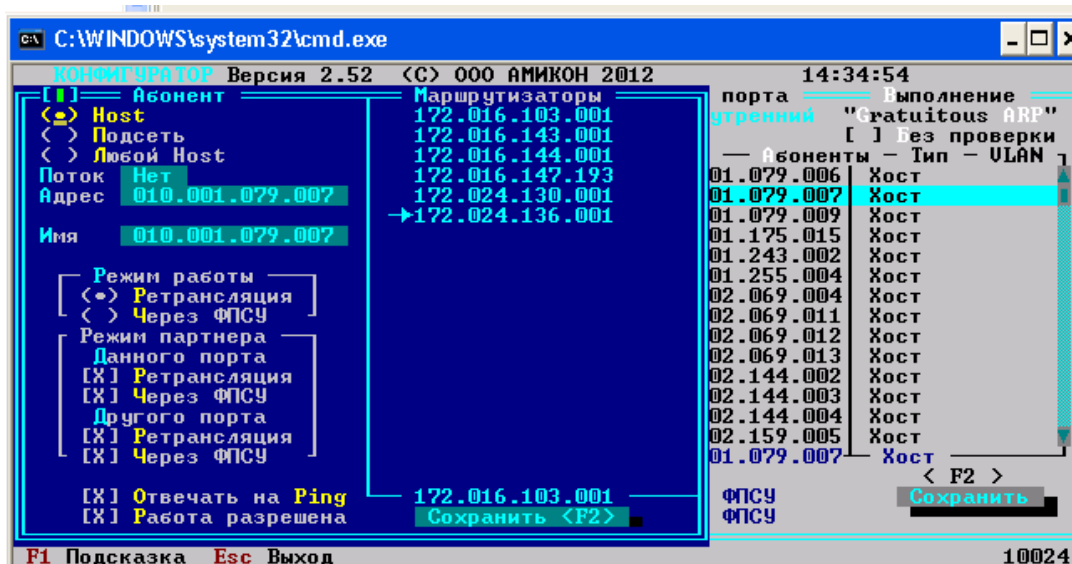 C:\WINDOWS\system32\cmd.exe
КОНФИГУРАТОР Версия 2.52 (C) ООО АМИКОН 2012 14:34:54
[ ] Абонент Маршрутизаторы порта Выполнение
(•) Host 172.016.103.001 утренний "Gratuitous ARP"
( ) Подсеть 172.016.143.001 [ ] Без проверки
( ) Любой Host 172.016.144.001 Абоненты - Тип - VLAN
Поток Нет 172.016.147.193 01.079.006 Хост
Адрес 010.001.079.007 172.024.130.001 01.079.007 Хост
→172.024.136.001 01.079.009 Хост
Имя 010.001.079.007 01.175.015 Хост
01.243.002 Хост
Режим работы 01.255.004 Хост
(•) Ретрансляция 02.069.004 Хост
( ) Через ФПСУ 02.069.011 Хост
Режим партнера 02.069.012 Хост
Данного порта 02.069.013 Хост
[X] Ретрансляция 02.144.002 Хост
[X] Через ФПСУ 02.144.003 Хост
Другого порта 02.144.004 Хост
[X] Ретрансляция 02.159.005 Хост
[X] Через ФПСУ 01.079.007 Хост
< F2 >
[X] Отвечать на Ping 172.016.103.001 ФПСУ Сохранить
[X] Работа разрешена Сохранить <F2> ФПСУ
F1 Подсказка Esc Выход 10024